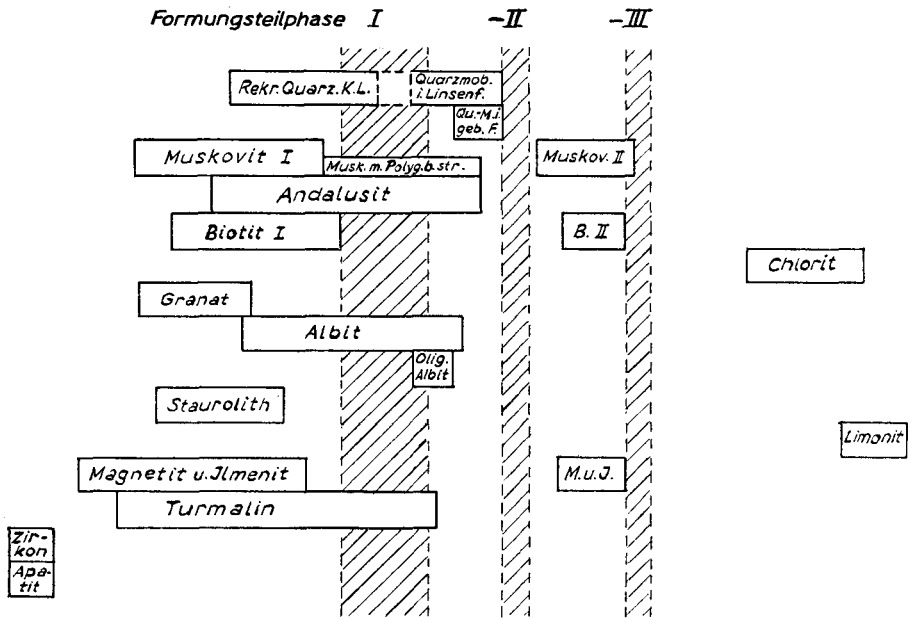 Formungsteilphase I -II -III
Rekr. Quarz. K.L.
Quarzmob.
i. Linsenf.
Qu.-M.i.
geb. F.
Muskovit I
Musk. m. Polyg. b. str.
Muskov. II
Andalusit
Biotit I
B. II
Chlorit
Granat
Albit
Olig.
Albit
Staurolith
Limonit
Magnetit u. Ilmenit
M.u.J.
Turmalin
Zir-
kon
Apa-
tit